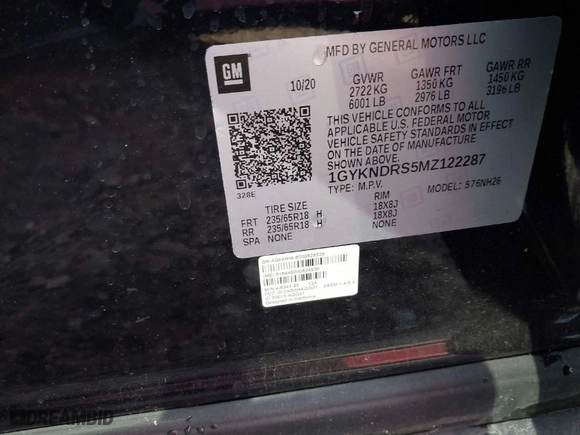 MFD BY GENERAL MOTORS LLC
GM
10/20
GVWR GAWR FRT GAWR RR
2722 KG 1350 KG 1450 KG
6001 LB 2976 LB 3196 LB
THIS VEHICLE CONFORMS TO ALL
APPLICABLE U.S. FEDERAL MOTOR
VEHICLE SAFETY STANDARDS IN EFFECT
ON THE DATE OF MANUFACTURE
SHOWN ABOVE.
1GYKNDRS5MZ122287
TYPE: M.P.V. MODEL: 576NH26
328E
TIRE SIZE RIM
FRT 235/65R18 H 18X8J
RR 235/65R18 H 18X8J
SPA NONE NONE
DREAMBID